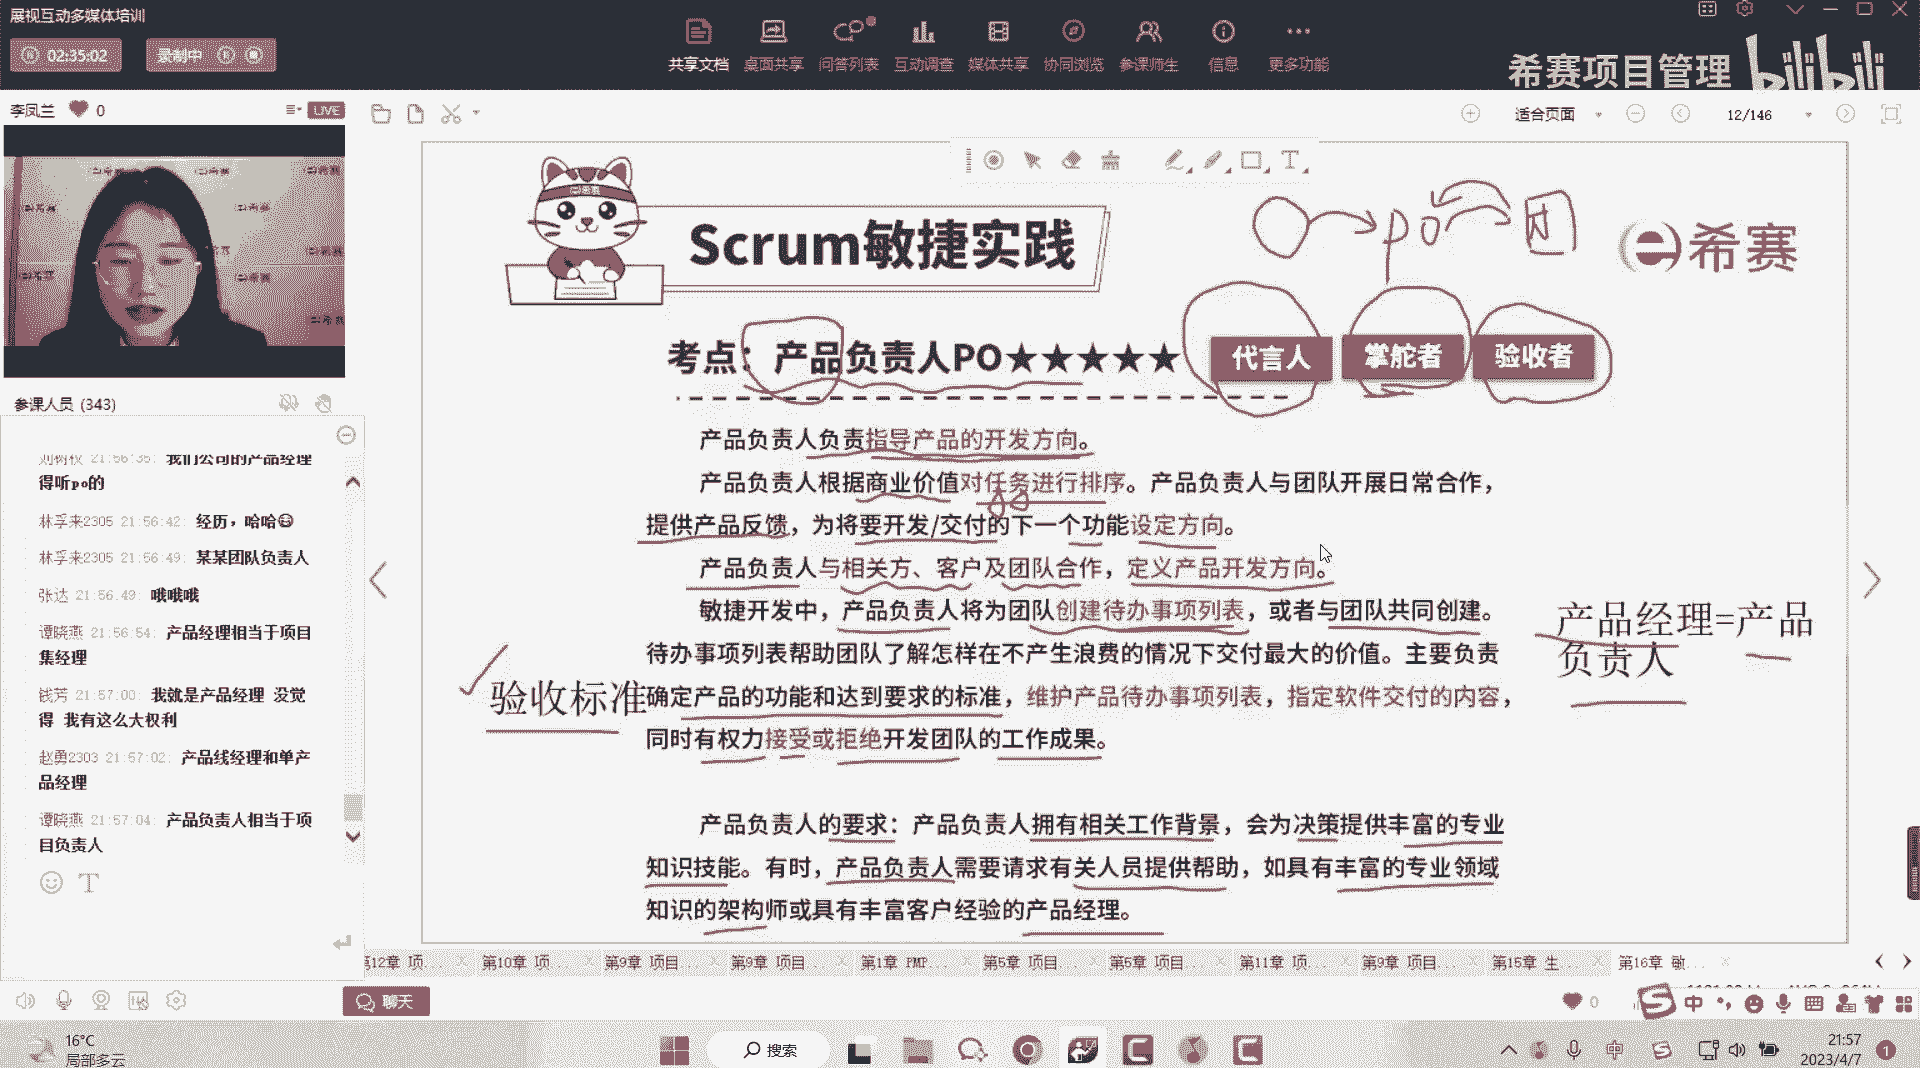 展视互动多媒体培训
02:35:02
录制中
共享文档 桌面共享 问答列表 互动调查 媒体共享 协同浏览 参课师生 信息 更多功能
希赛项目管理 bilibili
李凤兰 0
LIVE
适合页面
12/146
希赛
Scrum敏捷实践
po 团
希赛
考点：产品负责人PO★★★★★
代言人 掌舵者 验收者
产品负责人负责指导产品的开发方向。
产品负责人根据商业价值对任务进行排序。产品负责人与团队开展日常合作，
提供产品反馈，为将要开发/交付的下一个功能设定方向。
产品负责人与相关方、客户及团队合作，定义产品开发方向。
敏捷开发中，产品负责人将为团队创建待办事项列表，或者与团队共同创建。
待办事项列表帮助团队了解怎样在不产生浪费的情况下交付最大的价值。主要负责
确定产品的功能和达到要求的标准，维护产品待办事项列表，指定软件交付的内容，
同时有权力接受或拒绝开发团队的工作成果。
产品负责人的要求：产品负责人拥有相关工作背景，会为决策提供丰富的专业
知识技能。有时，产品负责人需要请求有关人员提供帮助，如具有丰富的专业领域
知识的架构师或具有丰富客户经验的产品经理。
验收标准
产品经理=产品
负责人
参课人员 (343)
刘树权 21:56:35: 我们公司的产品经理
得听po的
林孚来2305 21:56:42: 经历，哈哈
林孚来2305 21:56:49: 某某团队负责人
张达 21:56:49: 哦哦哦
谭晓燕 21:56:54: 产品经理相当于项目
集经理
钱芳 21:57:00: 我就是产品经理 没觉
得 我有这么大权利
赵勇2303 21:57:02: 产品线经理和单产
品经理
谭晓燕 21:57:04: 产品负责人相当于项
目负责人
第12章 项... 第10章 项... 第9章 项目... 第9章 项目... 第1章 PMP... 第5章 项目... 第5章 项目... 第11章 项... 第9章 项目... 第15章 生... 第16章 敏...
聊天
0
中
16°C
局部多云
搜索
中
21:57
2023/4/7
1